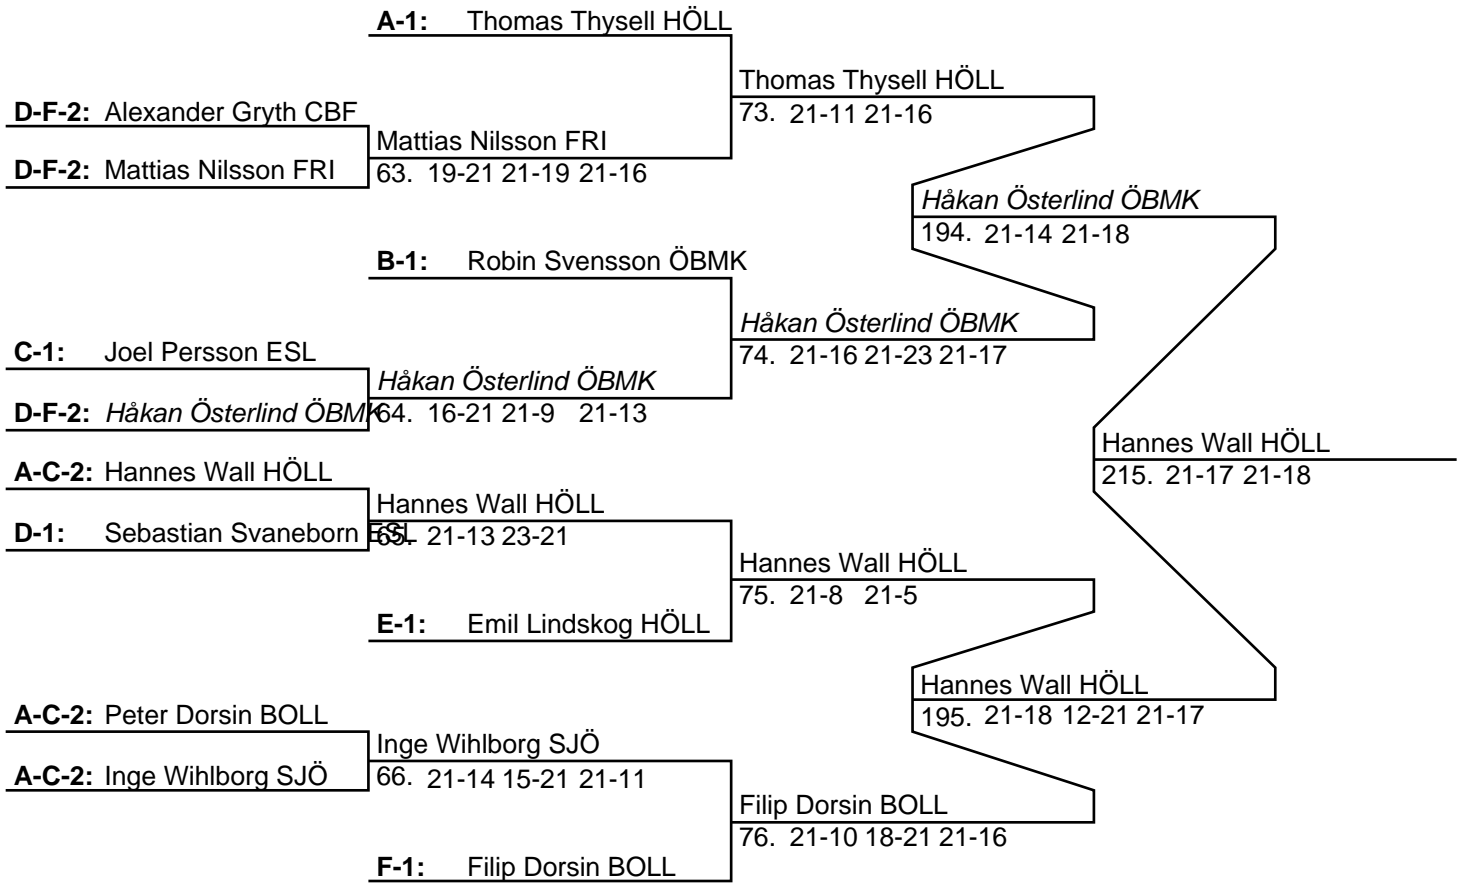 A-1: Thomas Thysell HÖLL
Thomas Thysell HÖLL
73. 21-11 21-16
D-F-2: Alexander Gryth CBF
Mattias Nilsson FRI
D-F-2: Mattias Nilsson FRI
63. 19-21 21-19 21-16
Håkan Österlind ÖBMK
194. 21-14 21-18
B-1: Robin Svensson ÖBMK
Håkan Österlind ÖBMK
74. 21-16 21-23 21-17
C-1: Joel Persson ESL
Håkan Österlind ÖBMK
D-F-2: Håkan Österlind ÖBMK
64. 16-21 21-9 21-13
Hannes Wall HÖLL
215. 21-17 21-18
A-C-2: Hannes Wall HÖLL
Hannes Wall HÖLL
D-1: Sebastian Svaneborn ESL
65. 21-13 23-21
Hannes Wall HÖLL
75. 21-8 21-5
E-1: Emil Lindskog HÖLL
Hannes Wall HÖLL
195. 21-18 12-21 21-17
A-C-2: Peter Dorsin BOLL
Inge Wihlborg SJÖ
A-C-2: Inge Wihlborg SJÖ
66. 21-14 15-21 21-11
Filip Dorsin BOLL
76. 21-10 18-21 21-16
F-1: Filip Dorsin BOLL